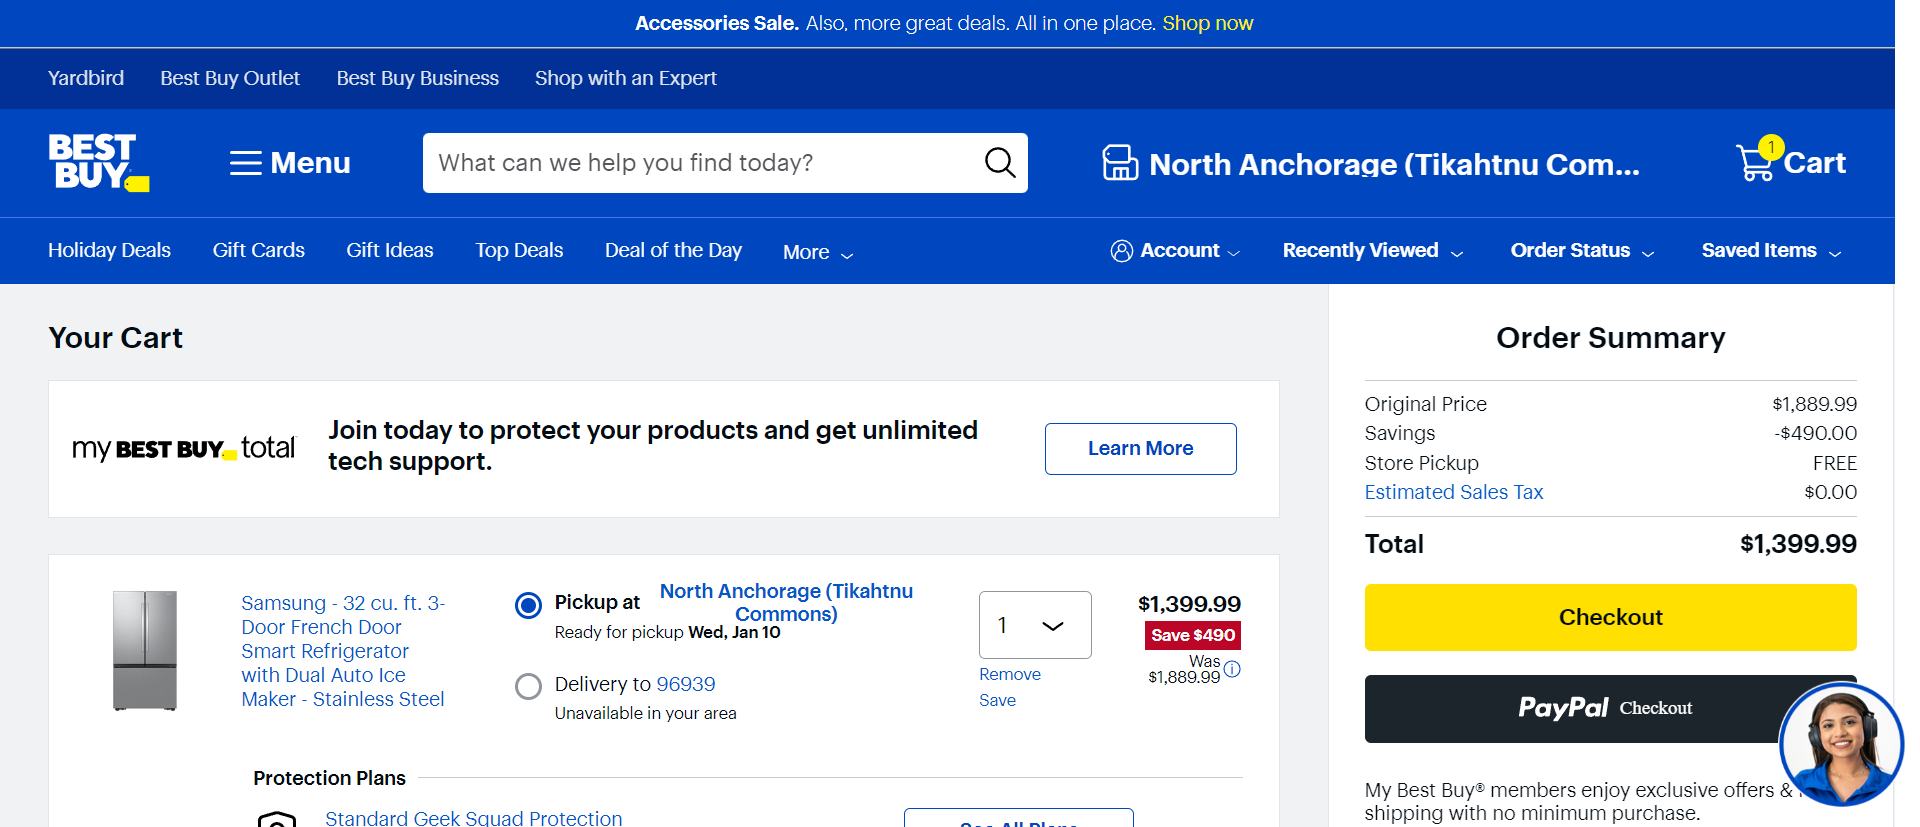 Accessories Sale. Also, more great deals. All in one place. Shop now
Yardbird Best Buy Outlet Best Buy Business Shop with an Expert
BEST
BUY
Menu
What can we help you find today?
North Anchorage (Tikahtnu Com...
1
Cart
Holiday Deals Gift Cards Gift Ideas Top Deals Deal of the Day More
Account Recently Viewed Order Status Saved Items
Your Cart
my BEST BUY total
Join today to protect your products and get unlimited
tech support.
Learn More
Samsung - 32 cu. ft. 3-
Door French Door
Smart Refrigerator
with Dual Auto Ice
Maker - Stainless Steel
Pickup at North Anchorage (Tikahtnu
Commons)
Ready for pickup Wed, Jan 10
Delivery to 96939
Unavailable in your area
1
Remove
Save
$1,399.99
Save $490
Was
$1,889.99
Protection Plans
Standard Geek Squad Protection
See All Plans
Order Summary
Original Price $1,889.99
Savings -$490.00
Store Pickup FREE
Estimated Sales Tax $0.00
Total $1,399.99
Checkout
PayPal Checkout
My Best Buy® members enjoy exclusive offers &
shipping with no minimum purchase.